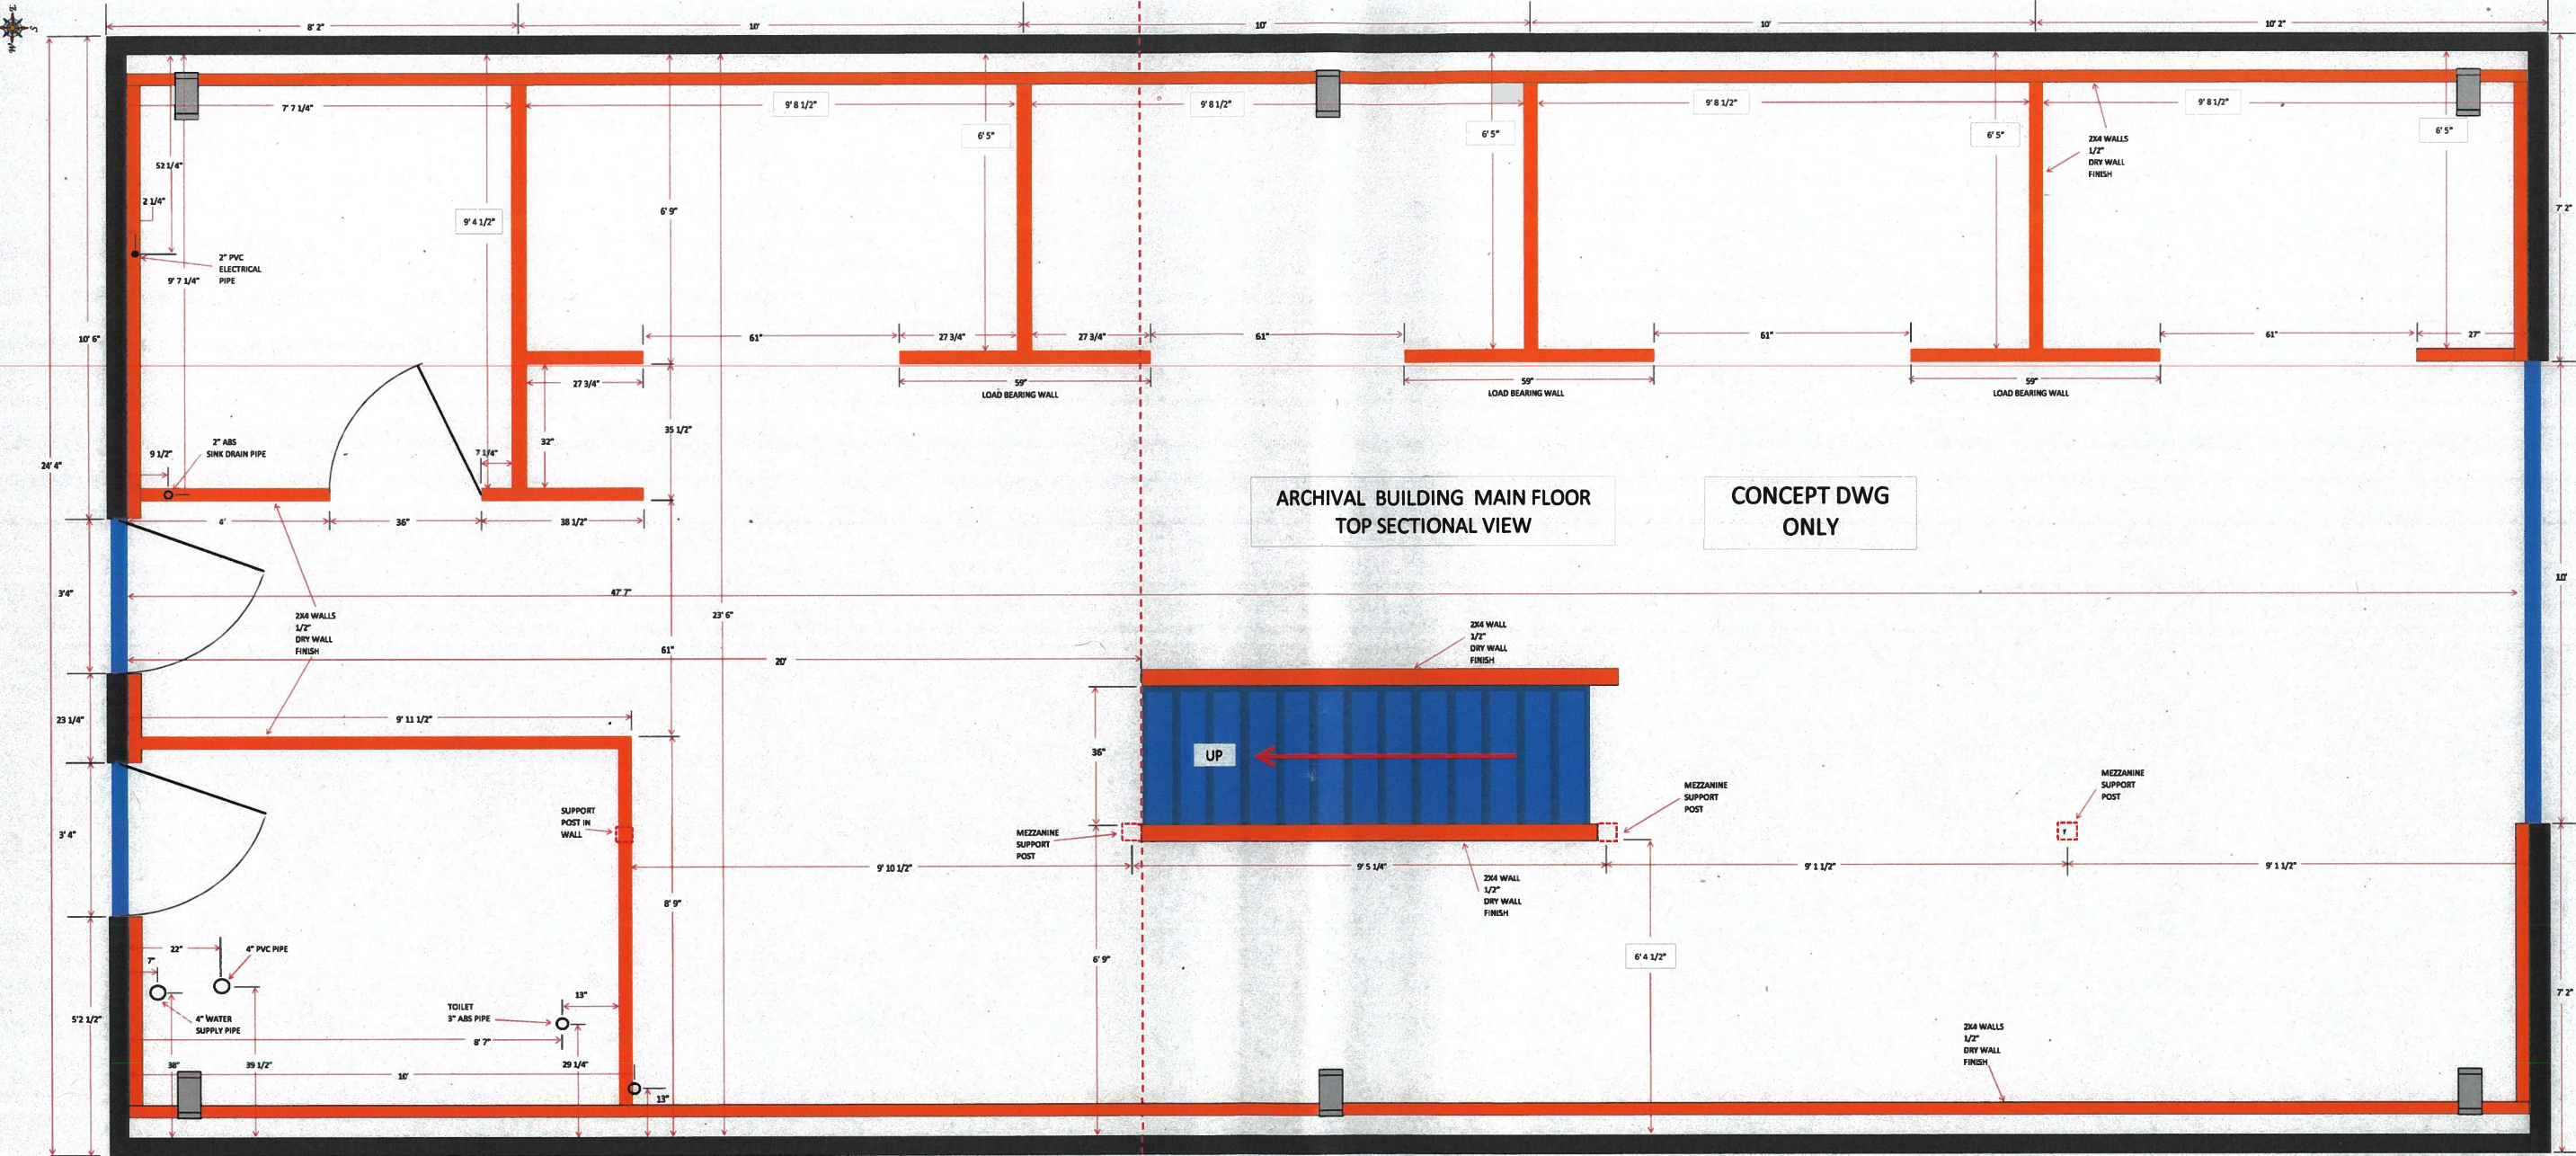 8' 2"
10'
10'
10'
10' 2"
7' 7 1/4"
9' 8 1/2"
9' 8 1/2"
9' 8 1/2"
9' 8 1/2"
6' 5"
6' 5"
6' 5"
6' 5"
2X4 WALLS
1/2"
DRY WALL
FINISH
52 1/4"
2 1/4"
9' 4 1/2"
6' 9"
7' 2"
2" PVC
ELECTRICAL
PIPE
9' 7 1/4"
10' 6"
61"
27 3/4"
27 3/4"
61"
61"
61"
27"
27 3/4"
59"
LOAD BEARING WALL
59"
LOAD BEARING WALL
59"
LOAD BEARING WALL
35 1/2"
32"
24' 4"
9 1/2"
2" ABS
SINK DRAIN PIPE
7 1/4"
4'
36"
38 1/2"
ARCHIVAL BUILDING MAIN FLOOR
TOP SECTIONAL VIEW
CONCEPT DWG
ONLY
3'4"
47' 7"
10'
2X4 WALLS
1/2"
DRY WALL
FINISH
23' 6"
61"
20'
2X4 WALL
1/2"
DRY WALL
FINISH
23 1/4"
9' 11 1/2"
36"
UP
MEZZANINE
SUPPORT
POST
MEZZANINE
SUPPORT
POST
3' 4"
SUPPORT
POST IN
WALL
MEZZANINE
SUPPORT
POST
9' 10 1/2"
9' 5 1/4"
9' 1 1/2"
9' 1 1/2"
2X4 WALL
1/2"
DRY WALL
FINISH
8' 9"
22"
4" PVC PIPE
7"
6' 9"
6' 4 1/2"
7' 2"
13"
TOILET
3" ABS PIPE
4" WATER
SUPPLY PIPE
5'2 1/2"
8' 7"
2X4 WALLS
1/2"
DRY WALL
FINISH
38"
39 1/2"
29 1/4"
10'
13"